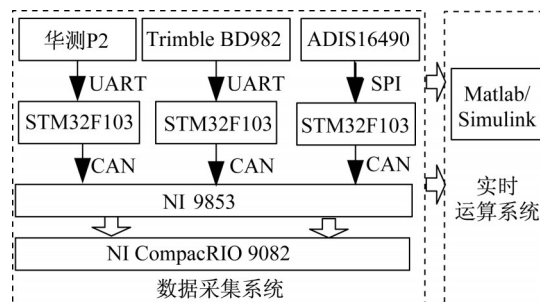 华测P2
Trimble BD982
ADIS16490
UART
UART
SPI
STM32F103
STM32F103
STM32F103
CAN
CAN
CAN
NI 9853
NI CompacRIO 9082
数据采集系统
Matlab/
Simulink
实时
运算系统